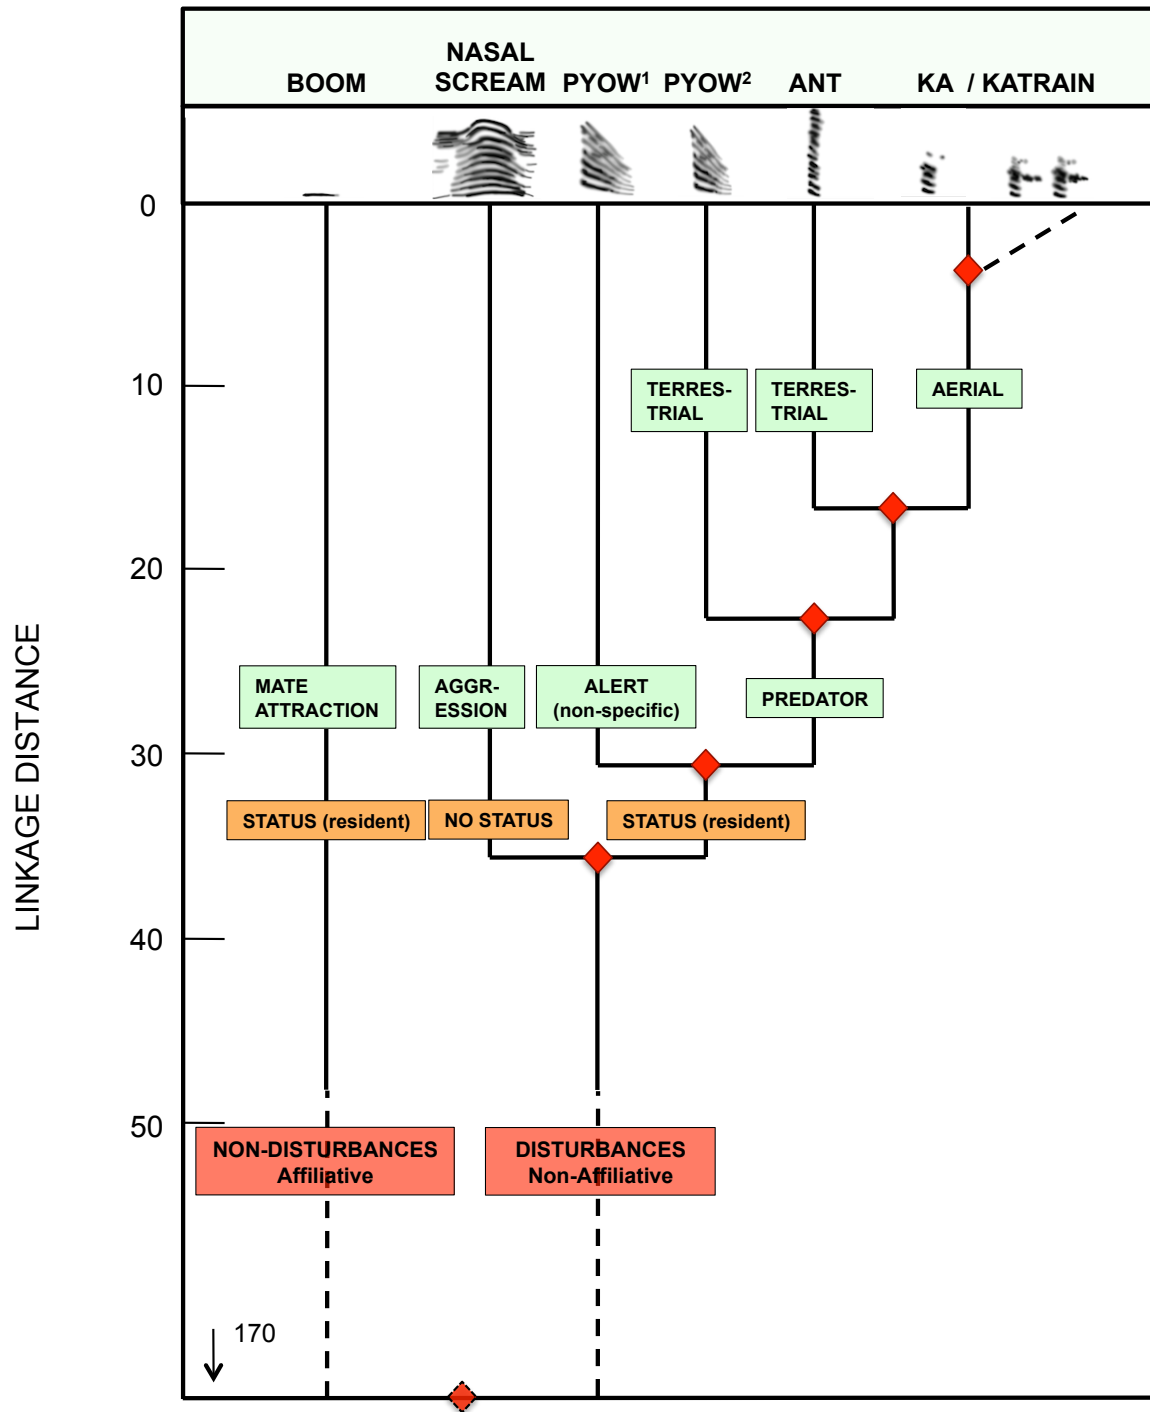 NASAL
BOOM SCREAM PYOW¹ PYOW² ANT KA / KATRAIN
0
10
TERRES-
TRIAL
TERRES-
TRIAL
AERIAL
20
LINKAGE DISTANCE
MATE
ATTRACTION
AGGR-
ESSION
ALERT
(non-specific)
PREDATOR
30
STATUS (resident)
NO STATUS
STATUS (resident)
40
50
NON-DISTURBANCES
Affiliative
DISTURBANCES
Non-Affiliative
170